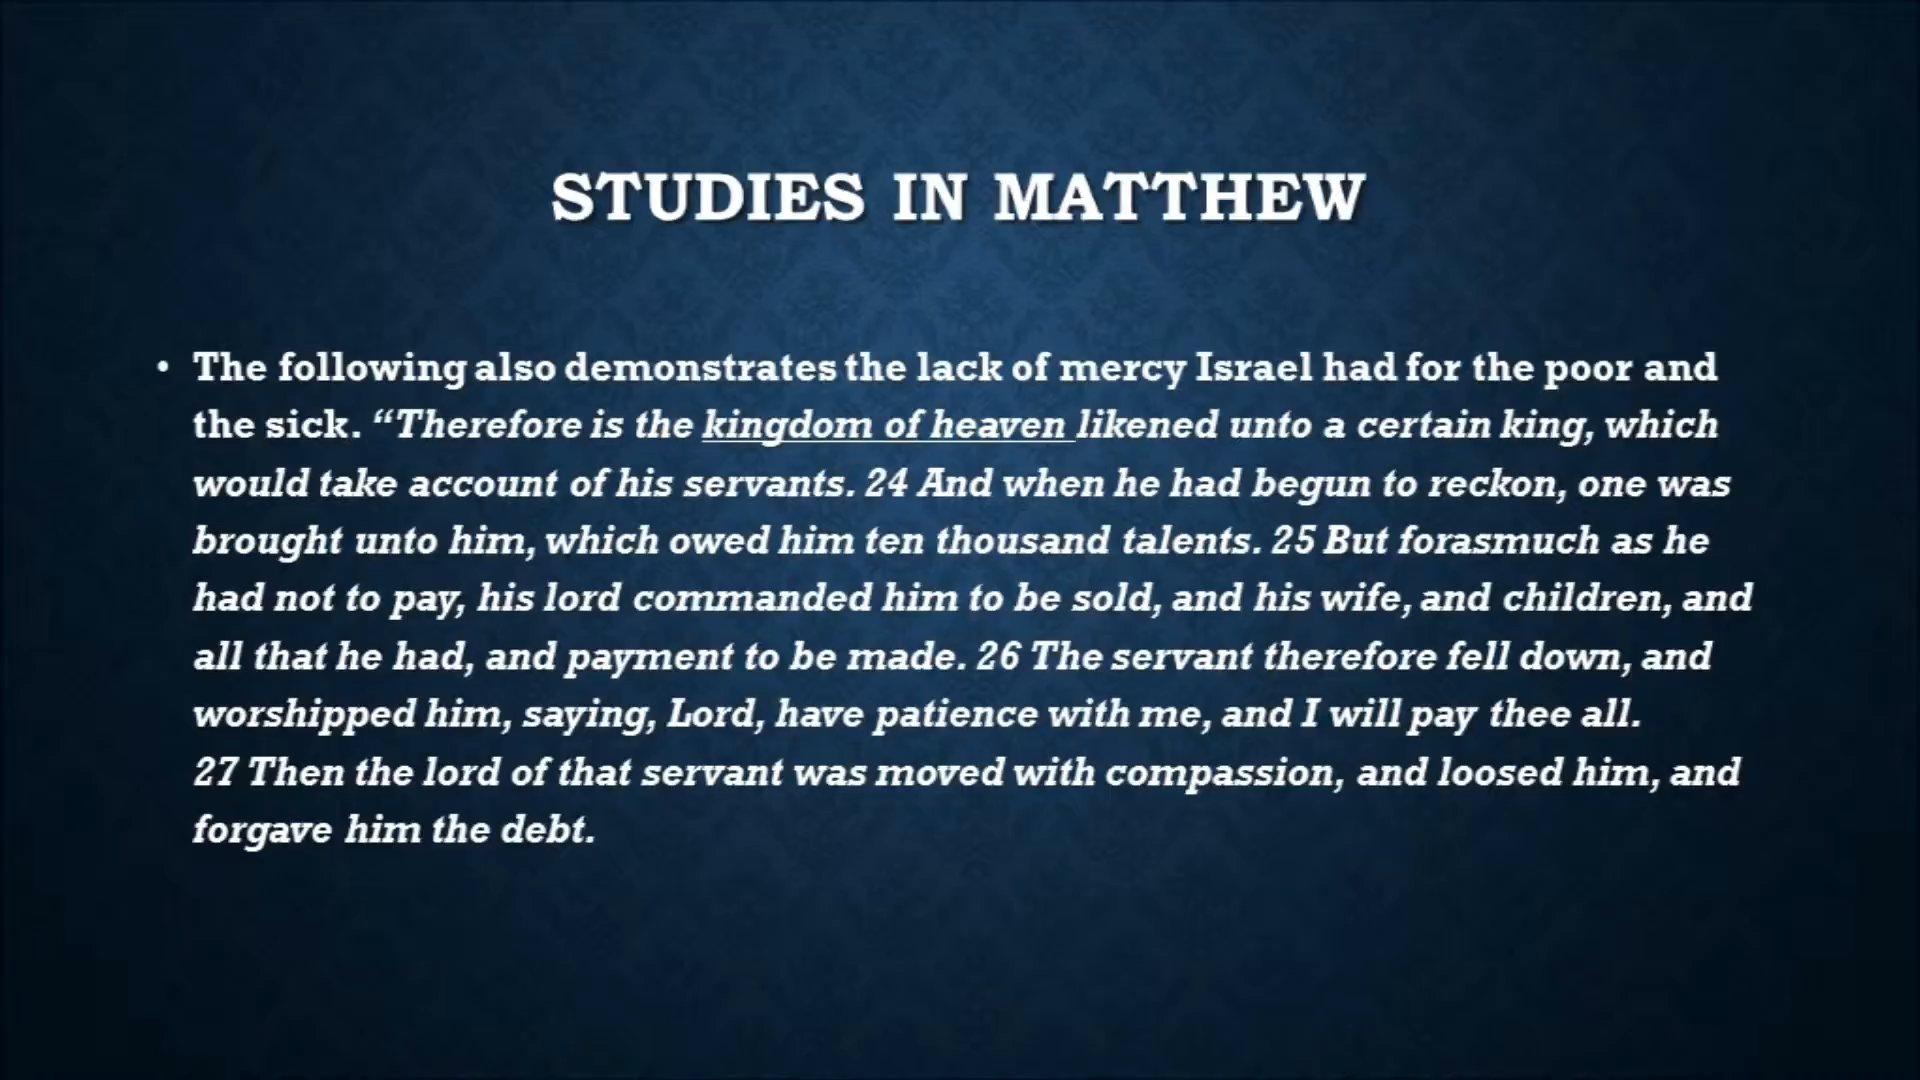 STUDIES IN MATTHEW
• The following also demonstrates the lack of mercy Israel had for the poor and
the sick. “Therefore is the kingdom of heaven likened unto a certain king, which
would take account of his servants. 24 And when he had begun to reckon, one was
brought unto him, which owed him ten thousand talents. 25 But forasmuch as he
had not to pay, his lord commanded him to be sold, and his wife, and children, and
all that he had, and payment to be made. 26 The servant therefore fell down, and
worshipped him, saying, Lord, have patience with me, and I will pay thee all.
27 Then the lord of that servant was moved with compassion, and loosed him, and
forgave him the debt.